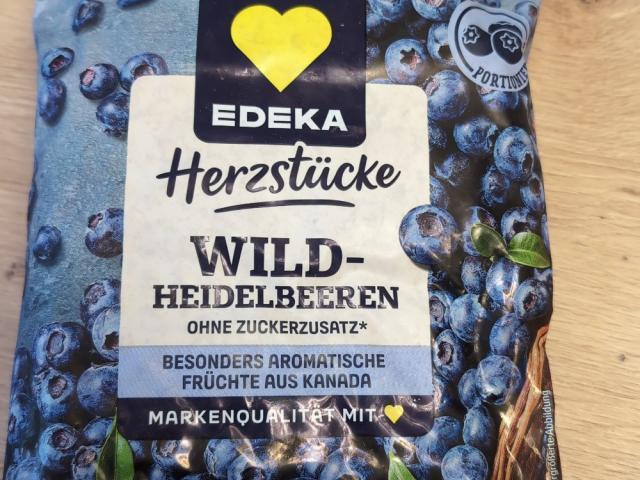 EDEKA
Herzstücke
WILD-
HEIDELBEEREN
OHNE ZUCKERZUSATZ*
BESONDERS AROMATISCHE
FRÜCHTE AUS KANADA
MARKENQUALITÄT MIT